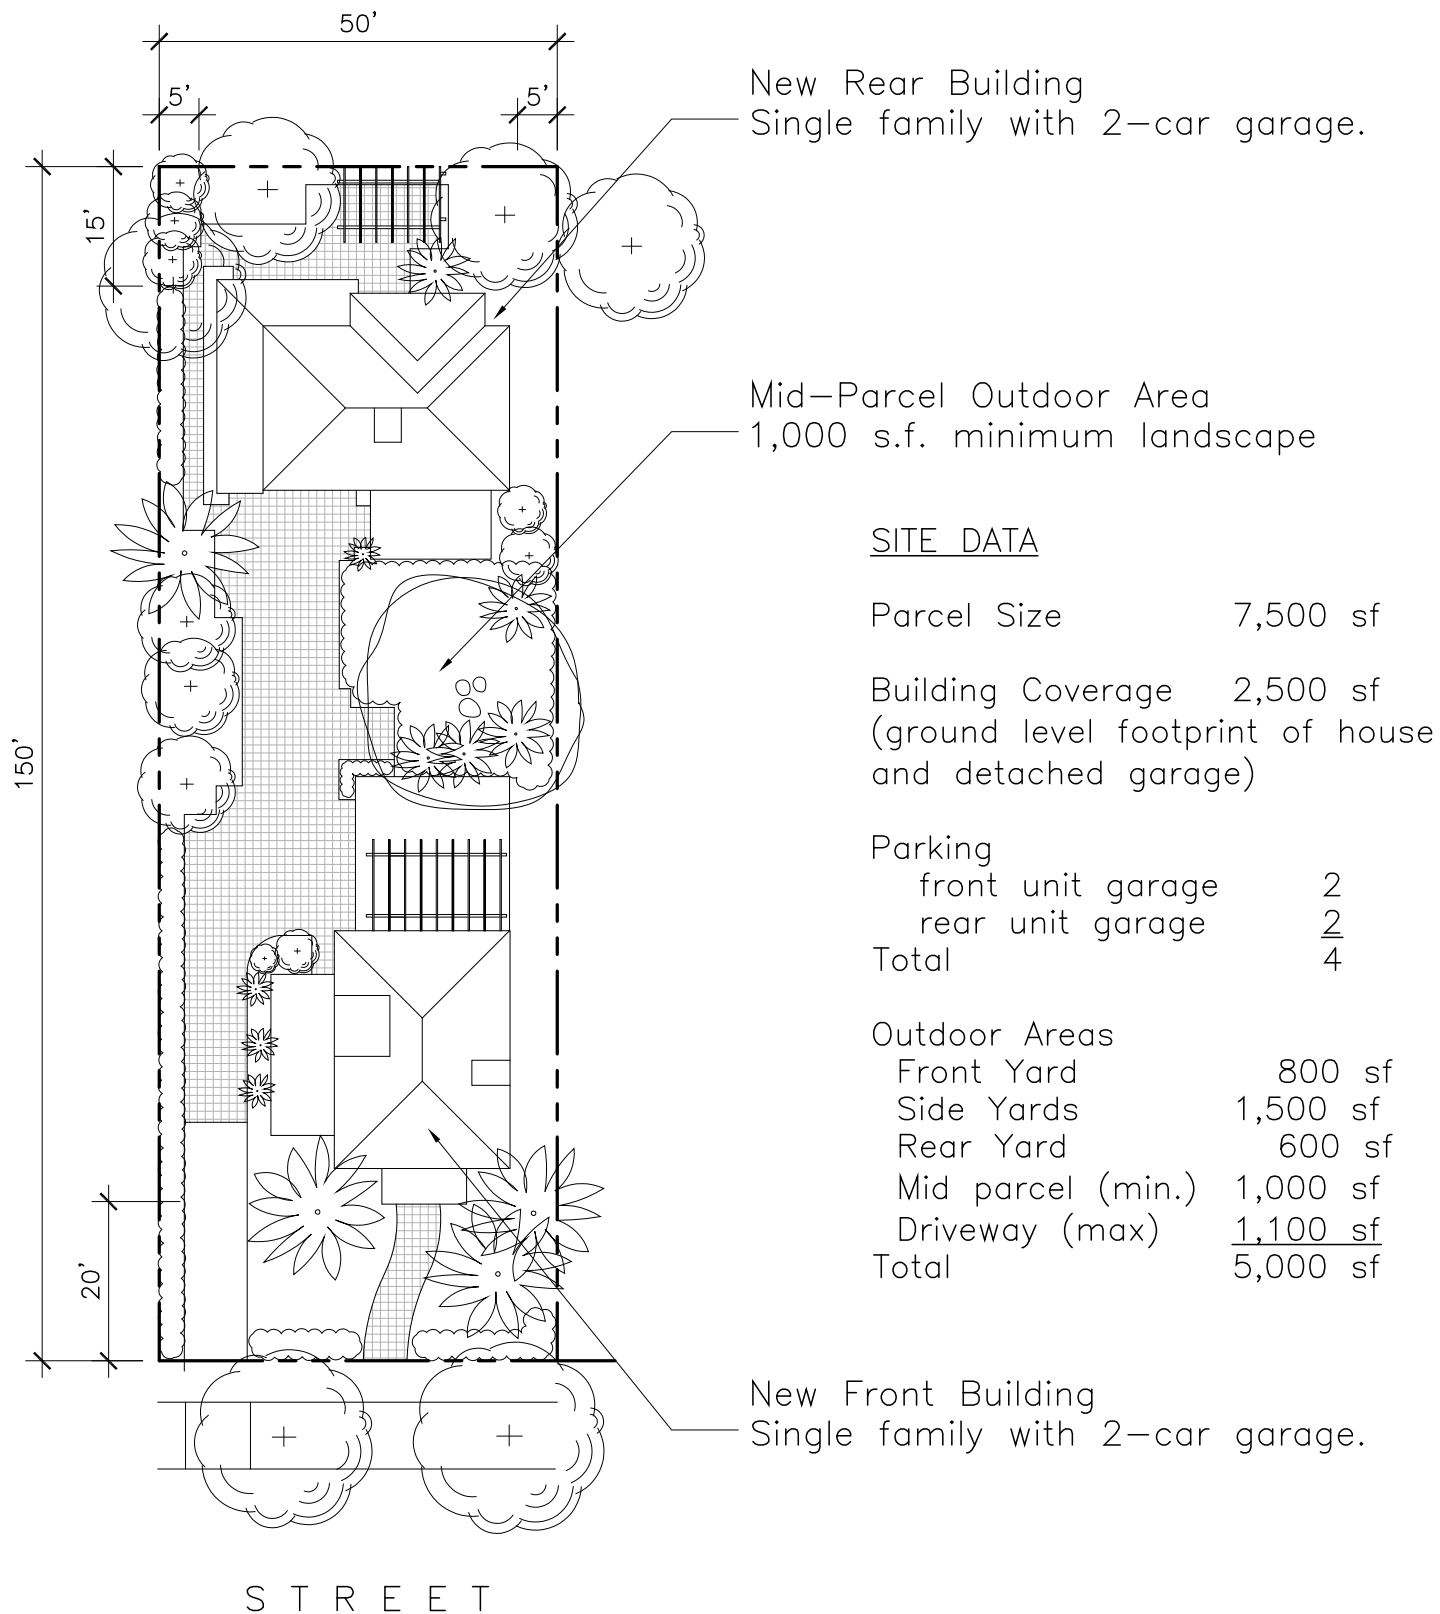 50'
5'
5'
New Rear Building
Single family with 2-car garage.
15'
150'
Mid-Parcel Outdoor Area
1,000 s.f. minimum landscape
SITE DATA
Parcel Size 7,500 sf
Building Coverage 2,500 sf
(ground level footprint of house
and detached garage)
Parking
front unit garage 2
rear unit garage 2
Total 4
Outdoor Areas
Front Yard 800 sf
Side Yards 1,500 sf
Rear Yard 600 sf
Mid parcel (min.) 1,000 sf
Driveway (max) 1,100 sf
Total 5,000 sf
20'
New Front Building
Single family with 2-car garage.
STREET